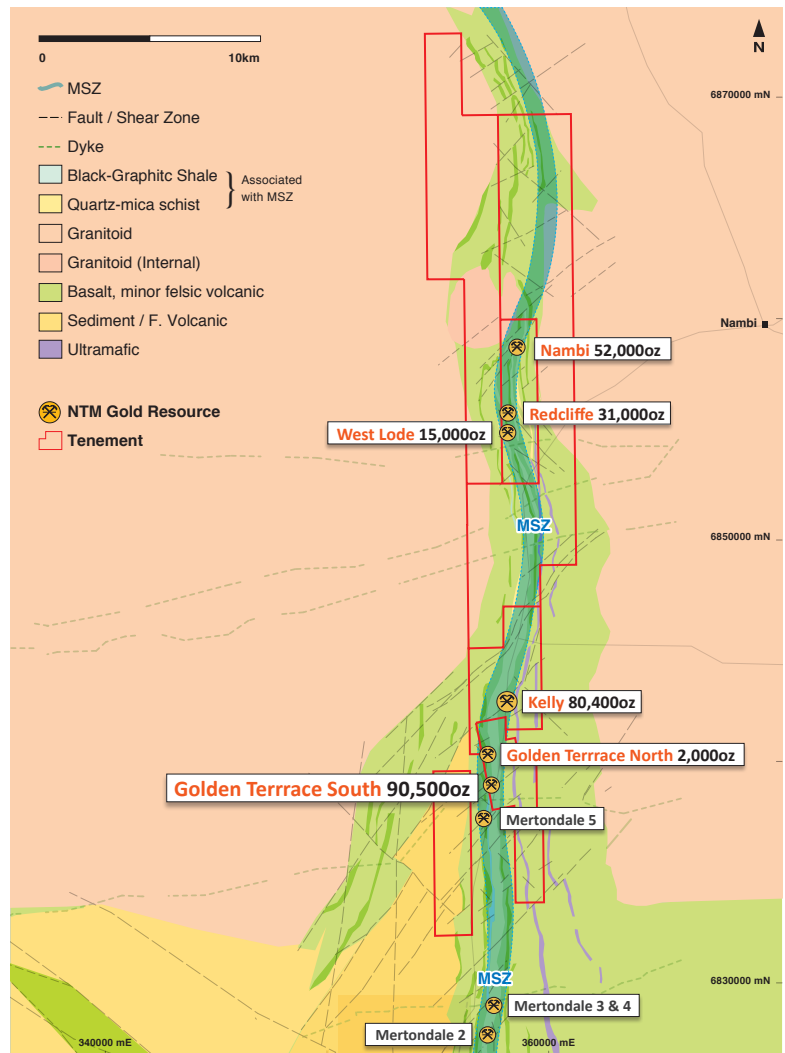 0 10km
N
MSZ
Fault / Shear Zone
Dyke
Black-Graphitc Shale
Quartz-mica schist
Associated
with MSZ
Granitoid
Granitoid (Internal)
Basalt, minor felsic volcanic
Sediment / F. Volcanic
Ultramafic
NTM Gold Resource
Tenement
6870000 mN
Nambi
Nambi 52,000oz
Redcliffe 31,000oz
West Lode 15,000oz
MSZ
6850000 mN
Kelly 80,400oz
Golden Terrrace North 2,000oz
Golden Terrrace South 90,500oz
Mertondale 5
MSZ
6830000 mN
Mertondale 3 & 4
Mertondale 2
340000 mE
360000 mE